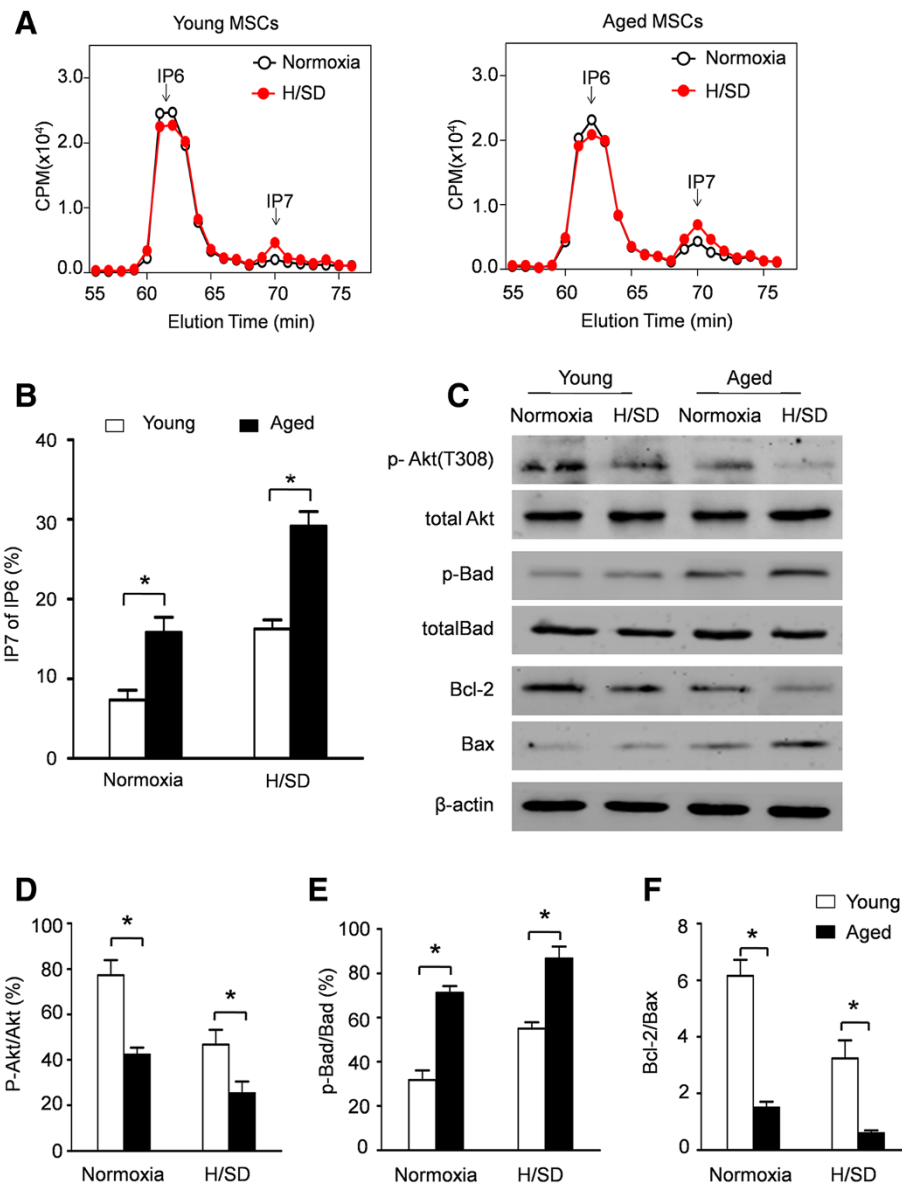 A
Young MSCs
Aged MSCs
CPM(x10⁴)
3.0
2.0
1.0
0.0
IP6
IP7
Normoxia
H/SD
55 60 65 70 75
Elution Time (min)
CPM(x10⁴)
3.0
2.0
1.0
0.0
IP6
IP7
Normoxia
H/SD
55 60 65 70 75
Elution Time (min)
B
Young Aged
IP7 of IP6 (%)
40
30
20
10
0
*
*
Normoxia H/SD
C
Young Aged
Normoxia H/SD Normoxia H/SD
p- Akt(T308)
total Akt
p-Bad
totalBad
Bcl-2
Bax
β-actin
D
P-Akt/Akt (%)
100
80
60
40
20
0
*
*
Normoxia H/SD
E
p-Bad/Bad (%)
100
80
60
40
20
0
*
*
Normoxia H/SD
F
Young
Aged
Bcl-2/Bax
8
6
4
2
0
*
*
Normoxia H/SD